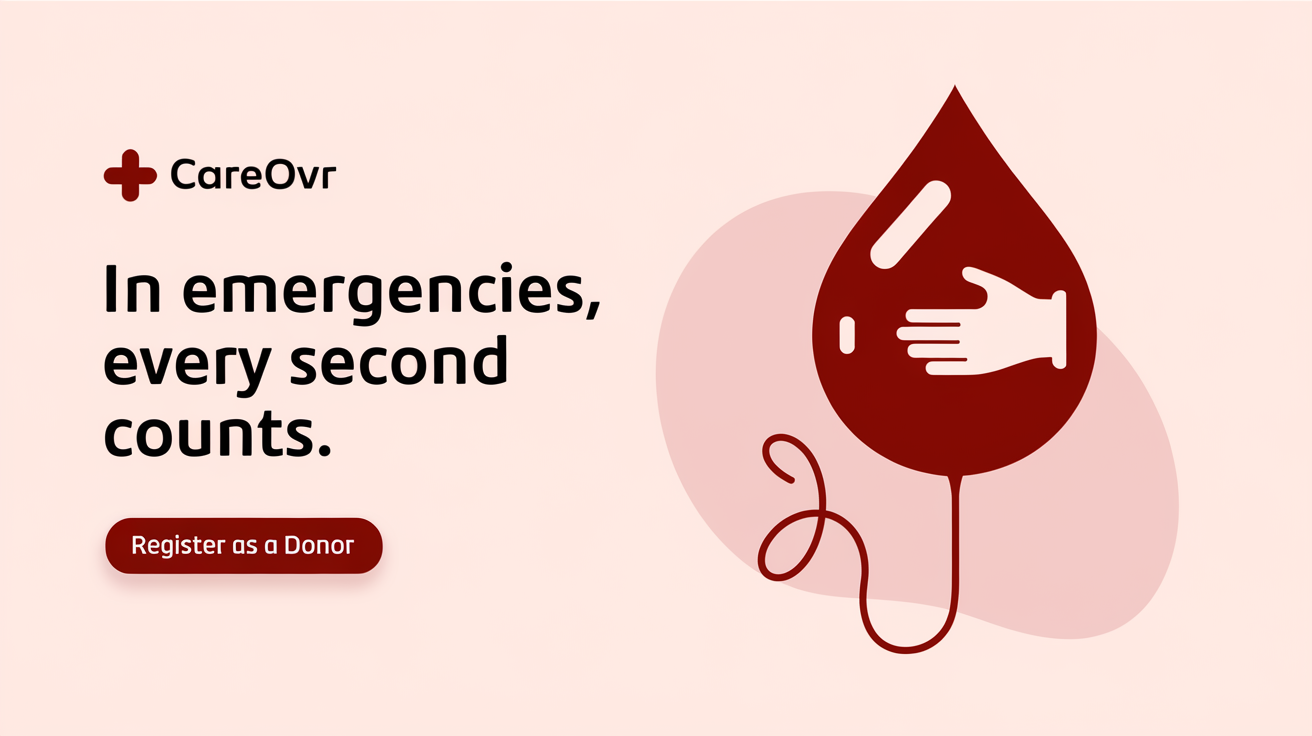 CareOvr
In emergencies,
every second
counts.
Register as a Donor